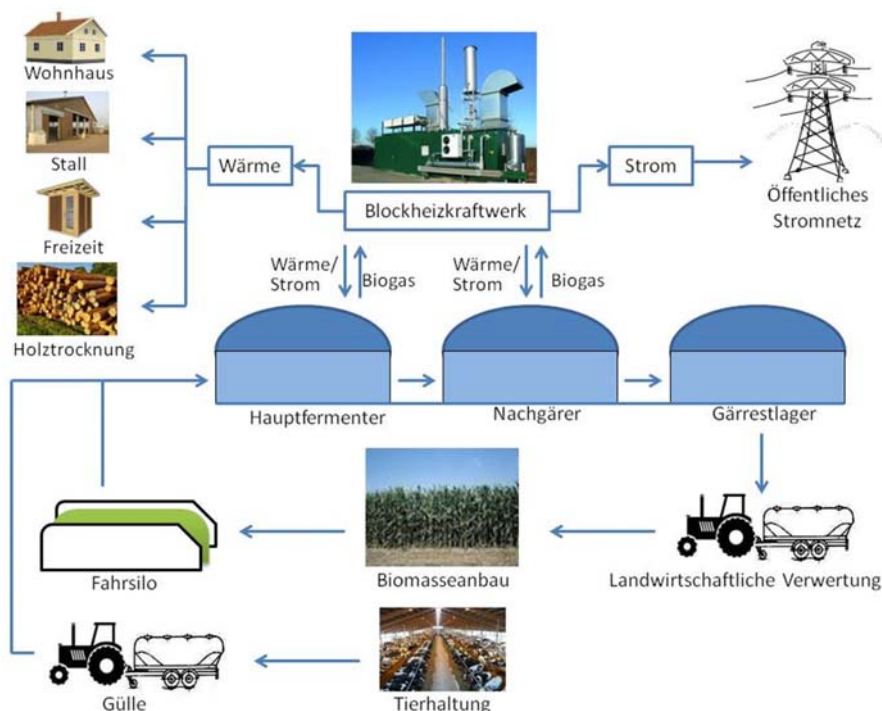 Wohnhaus
Stall
Freizeit
Holztrocknung
Wärme
Blockheizkraftwerk
Strom
Öffentliches
Stromnetz
Wärme/
Strom
Biogas
Wärme/
Strom
Biogas
Hauptfermenter
Nachgärer
Gärrestlager
Fahrsilo
Biomasseanbau
Landwirtschaftliche Verwertung
Gülle
Tierhaltung